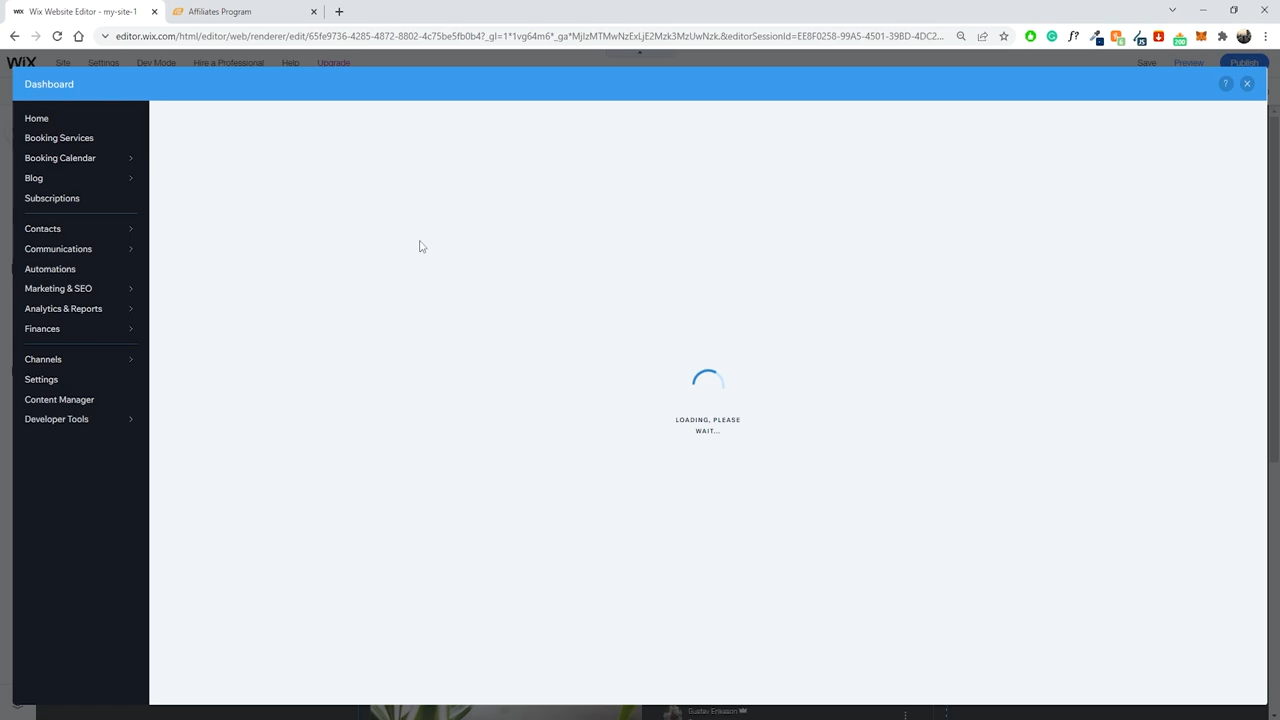 Wix Website Editor - my-site-1
Affiliates Program
editor.wix.com/html/editor/web/renderer/edit/65fe9736-4285-4872-8802-4c75be5fb0b4?_gl=1*1vg64m6*_ga*MjIzMTMwNzExLjE2Mzk3MzUwNzk.&editorSessionId=EE8F0258-99A5-4501-39BD-4DC2...
WiX
Site
Settings
Dev Mode
Hire a Professional
Help
Upgrade
Save
Preview
Publish
Dashboard
Home
Booking Services
Booking Calendar
Blog
Subscriptions
Contacts
Communications
Automations
Marketing & SEO
Analytics & Reports
Finances
Channels
Settings
Content Manager
Developer Tools
LOADING, PLEASE
WAIT...
Gustav Erikason